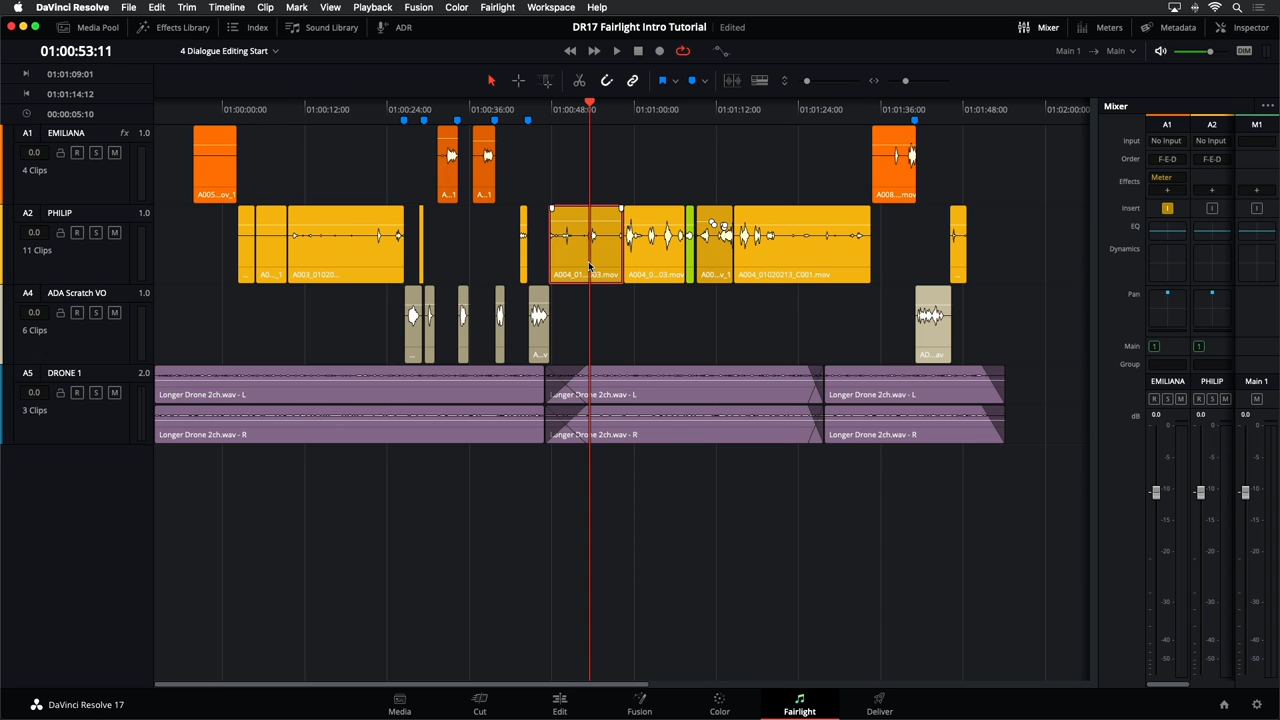 DaVinci Resolve File Edit Trim Timeline Clip Mark View Playback Fusion Color Fairlight Workspace Help
Media Pool Effects Library Index Sound Library ADR DR17 Fairlight Intro Tutorial Edited Mixer Meters Metadata Inspector
01:00:53:11 4 Dialogue Editing Start Main 1 Main DIM
01:01:09:01
01:01:14:12
00:00:05:10
01:00:00:00 01:00:12:00 01:00:24:00 01:00:36:00 01:00:48:00 01:01:00:00 01:01:12:00 01:01:24:00 01:01:36:00 01:01:48:00 01:02:00:00
A1 EMILIANA fx 1.0
0.0 R S M
4 Clips
A005...ov_1 A...1 A...1 A008....mov
A2 PHILIP 1.0
0.0 R S M
11 Clips
... A0..._1 A003_01020... A004_01...03.mov A004_0...03.mov A00...v_1 A004_01020213_C001.mov ...
A4 ADA Scratch VO 1.0
0.0 R S M
6 Clips
... A...v AD...av
A5 DRONE 1 2.0
0.0 R S M
3 Clips
Longer Drone 2ch.wav - L Longer Drone 2ch.wav - L Longer Drone 2ch.wav - L
Longer Drone 2ch.wav - R Longer Drone 2ch.wav - R Longer Drone 2ch.wav - R
Mixer
A1 A2 M1
Input No Input No Input
Order F-E-D F-E-D
Effects Meter
+ + +
Insert I I I
EQ
Dynamics
Pan
Main 1 1
Group
EMILIANA PHILIP Main 1
R S M R S M M
dB 0.0 0.0 0.0
0 0 0
-5 -5 -5
-10 -10 -10
-15 -15 -15
-20 -20 -20
-30 -30 -30
-40 -40 -40
-50 -50 -50
DaVinci Resolve 17 Media Cut Edit Fusion Color Fairlight Deliver